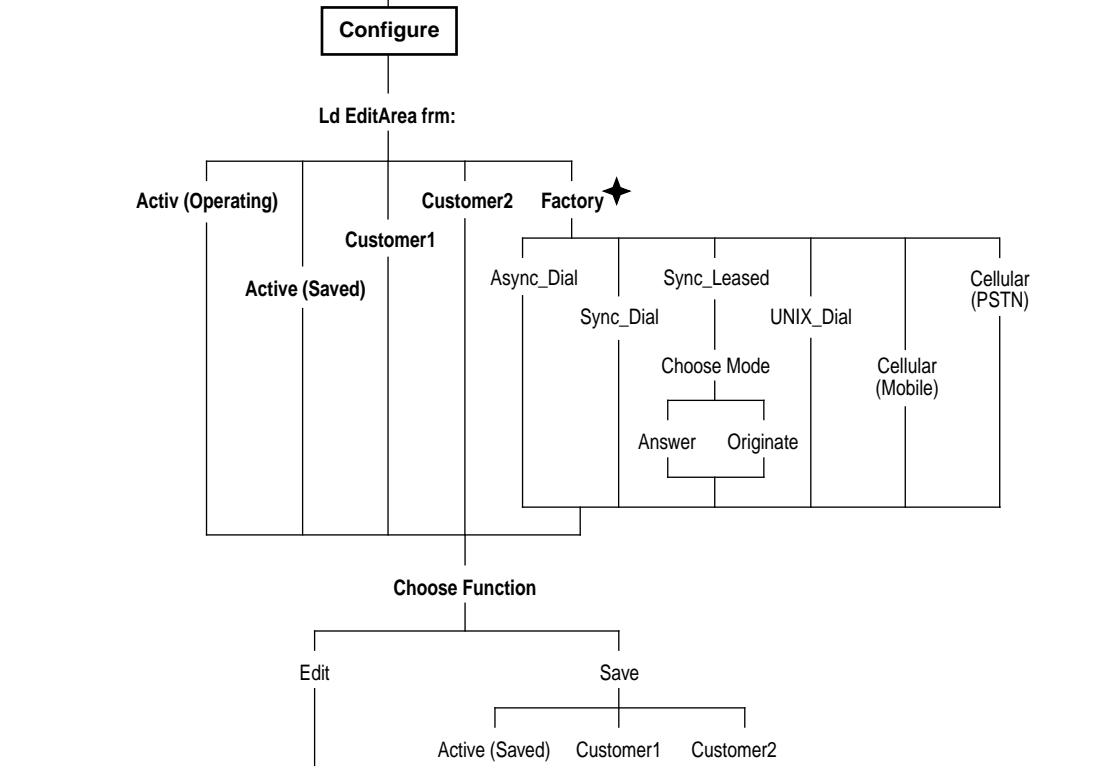 Configure
Ld EditArea frm:
Activ (Operating)
Customer2
Factory
Customer1
Active (Saved)
Async_Dial
Sync_Leased
Cellular
(PSTN)
Sync_Dial
UNIX_Dial
Choose Mode
Cellular
(Mobile)
Answer
Originate
Choose Function
Edit
Save
Active (Saved)
Customer1
Customer2